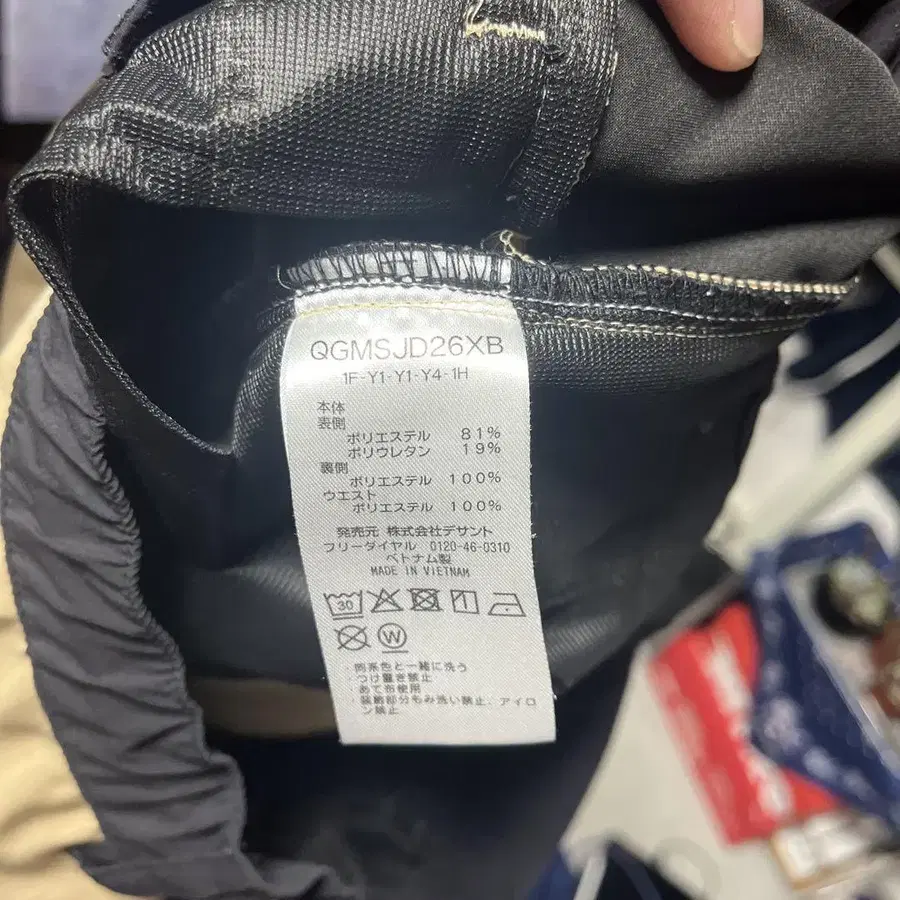 QGMSJD26XB
1F-Y1-Y1-Y4-1H
本体
表側
ポリエステル 81%
ポリウレタン 19%
裏側
ポリエステル 100%
ウエスト
ポリエステル 100%
発売元 株式会社デサント
フリーダイヤル 0120-46-0310
ベトナム製
MADE IN VIETNAM
30
W
・同系色と一緒に洗う
・つけ置き禁止
・あて布使用
・装飾部分もみ洗い禁止、アイロ
ン禁止